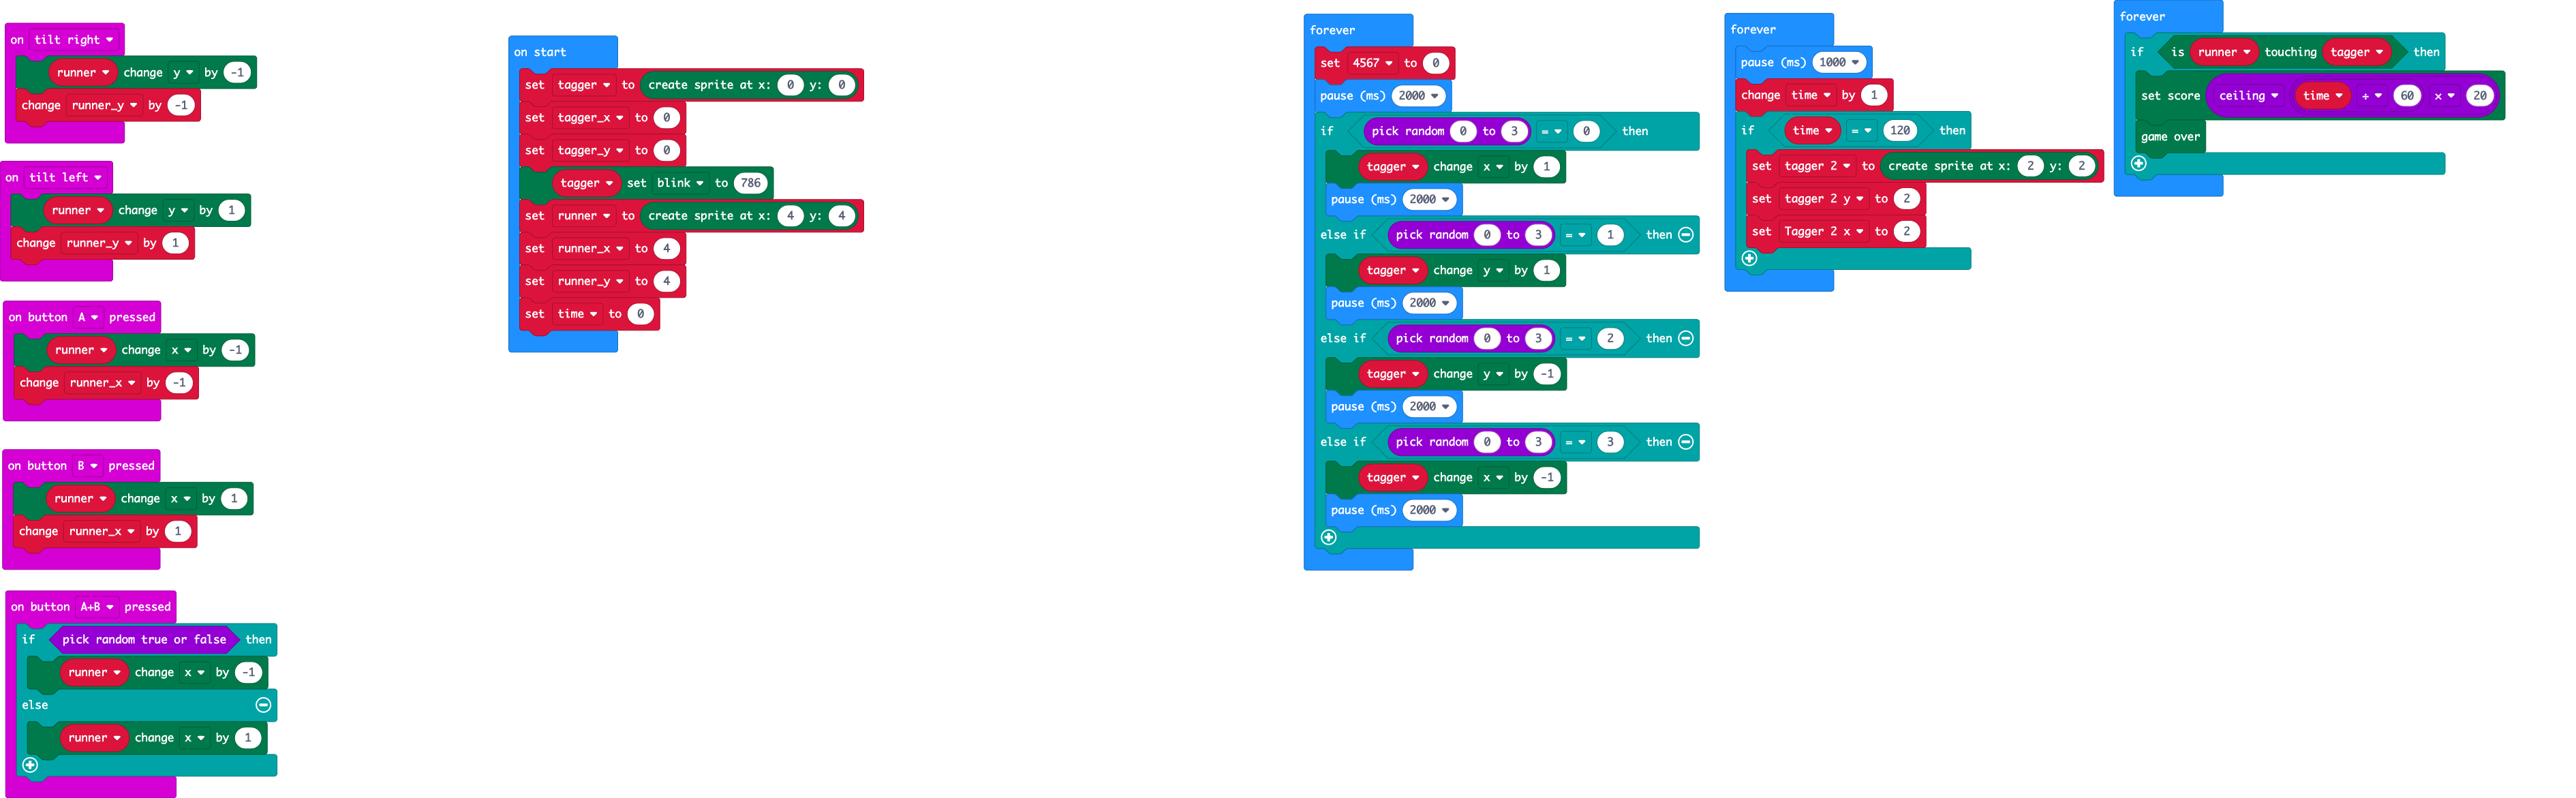 on tilt right
runner change y by -1
change runner_y by -1
on tilt left
runner change y by 1
change runner_y by 1
on button A pressed
runner change x by -1
change runner_x by -1
on button B pressed
runner change x by 1
change runner_x by 1
on button A+B pressed
if pick random true or false then
runner change x by -1
else
runner change x by 1
on start
set tagger to create sprite at x: 0 y: 0
set tagger_x to 0
set tagger_y to 0
tagger set blink to 786
set runner to create sprite at x: 4 y: 4
set runner_x to 4
set runner_y to 4
set time to 0
forever
set 4567 to 0
pause (ms) 2000
if pick random 0 to 3 = 0 then
tagger change x by 1
pause (ms) 2000
else if pick random 0 to 3 = 1 then
tagger change y by 1
pause (ms) 2000
else if pick random 0 to 3 = 2 then
tagger change y by -1
pause (ms) 2000
else if pick random 0 to 3 = 3 then
tagger change x by -1
pause (ms) 2000
forever
pause (ms) 1000
change time by 1
if time = 120 then
set tagger 2 to create sprite at x: 2 y: 2
set tagger 2 y to 2
set Tagger 2 x to 2
forever
if is runner touching tagger then
set score ceiling time ÷ 60 × 20
game over